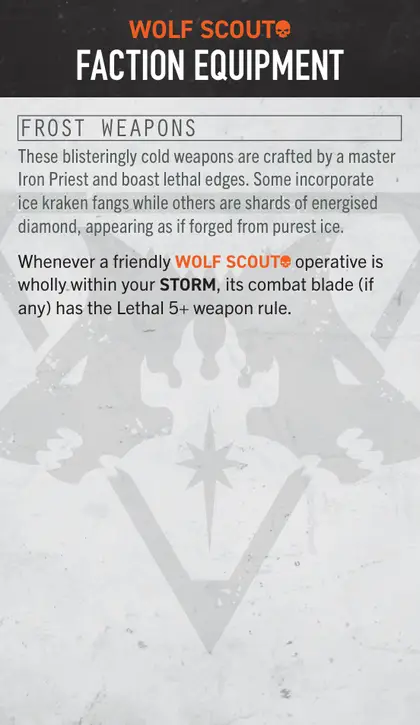 WOLF SCOUT
FACTION EQUIPMENT
FROST WEAPONS
These blisteringly cold weapons are crafted by a master
Iron Priest and boast lethal edges. Some incorporate
ice kraken fangs while others are shards of energised
diamond, appearing as if forged from purest ice.
Whenever a friendly WOLF SCOUT operative is
wholly within your STORM, its combat blade (if
any) has the Lethal 5+ weapon rule.